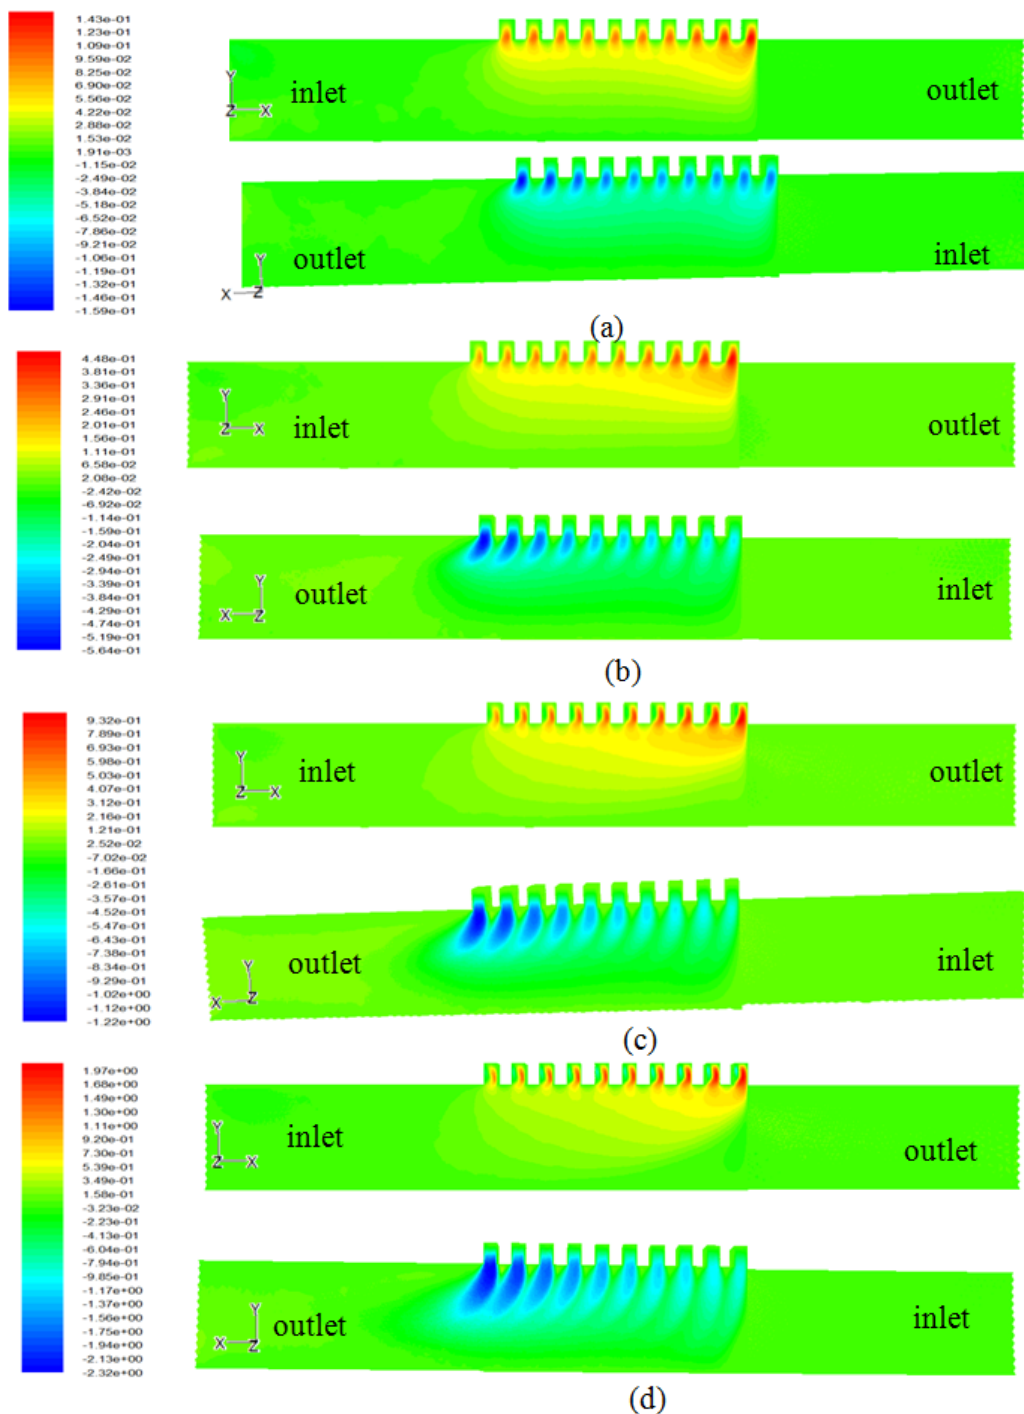 1.43e-01
1.23e-01
1.09e-01
9.59e-02
8.25e-02
6.90e-02
5.56e-02
4.22e-02
2.88e-02
1.53e-02
1.91e-03
-1.15e-02
-2.49e-02
-3.84e-02
-5.18e-02
-6.52e-02
-7.86e-02
-9.21e-02
-1.06e-01
-1.19e-01
-1.32e-01
-1.46e-01
-1.59e-01
Y
Z X
inlet
outlet
outlet
inlet
Y
X Z
(a)
4.48e-01
3.81e-01
3.36e-01
2.91e-01
2.46e-01
2.01e-01
1.56e-01
1.11e-01
6.58e-02
2.08e-02
-2.42e-02
-6.92e-02
-1.14e-01
-1.59e-01
-2.04e-01
-2.49e-01
-2.94e-01
-3.39e-01
-3.84e-01
-4.29e-01
-4.74e-01
-5.19e-01
-5.64e-01
Y
Z X
inlet
outlet
outlet
inlet
Y
X Z
(b)
9.32e-01
7.89e-01
6.93e-01
5.98e-01
5.03e-01
4.07e-01
3.12e-01
2.16e-01
1.21e-01
2.52e-02
-7.02e-02
-1.66e-01
-2.61e-01
-3.57e-01
-4.52e-01
-5.47e-01
-6.43e-01
-7.38e-01
-8.34e-01
-9.29e-01
-1.02e+00
-1.12e+00
-1.22e+00
Y
Z X
inlet
outlet
outlet
inlet
Y
X Z
(c)
1.97e+00
1.68e+00
1.49e+00
1.30e+00
1.11e+00
9.20e-01
7.30e-01
5.39e-01
3.49e-01
1.58e-01
-3.23e-02
-2.23e-01
-4.13e-01
-6.04e-01
-7.94e-01
-9.85e-01
-1.17e+00
-1.37e+00
-1.56e+00
-1.75e+00
-1.94e+00
-2.13e+00
-2.32e+00
Y
Z X
inlet
outlet
outlet
inlet
Y
X Z
(d)